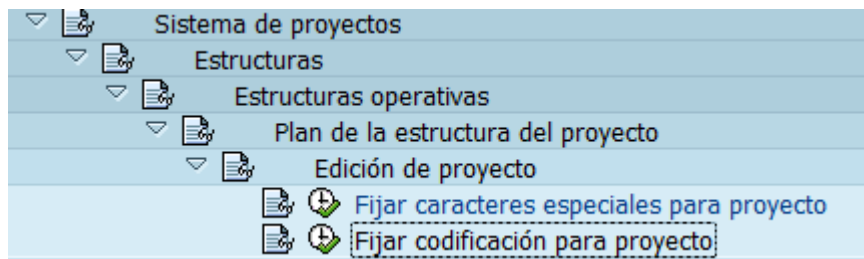 Sistema de proyectos
Estructuras
Estructuras operativas
Plan de la estructura del proyecto
Edición de proyecto
Fijar caracteres especiales para proyecto
Fijar codificación para proyecto